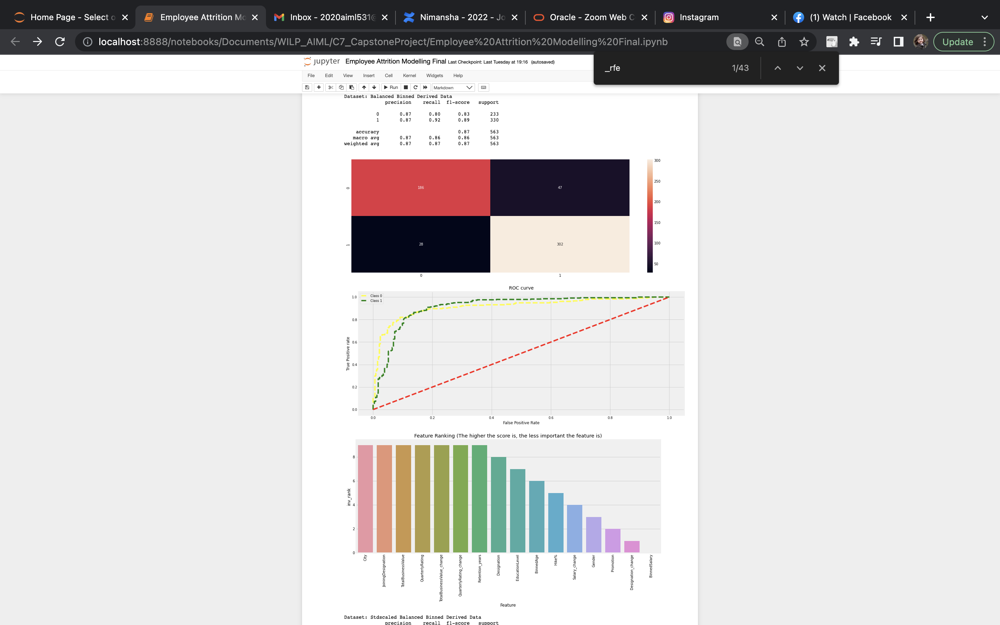 Home Page - Select o
Employee Attrition Mo
Inbox - 2020aiml531@
Nimansha - 2022 - Jo
Oracle - Zoom Web C
Instagram
(1) Watch | Facebook
localhost:8888/notebooks/Documents/WILP_AIML/C7_CapstoneProject/Employee%20Attrition%20Modelling%20Final.ipynb
Update
_rfe 1/43
jupyter Employee Attrition Modelling Final Last Checkpoint: Last Tuesday at 19:16 (autosaved)
File Edit View Insert Cell Kernel Widgets Help
Run Markdown
Dataset: Balanced Binned Derived Data
precision recall f1-score support
0 0.87 0.80 0.83 233
1 0.87 0.92 0.89 330
accuracy 0.87 563
macro avg 0.87 0.86 0.86 563
weighted avg 0.87 0.87 0.87 563
0
1
186 47
28 302
0 1
300
250
200
150
100
50
ROC curve
Class 0
Class 1
True Positive rate
1.0
0.8
0.6
0.4
0.2
0.0
0.0 0.2 0.4 0.6 0.8 1.0
False Positive Rate
Feature Ranking (The higher the score is, the less important the feature is)
inv_rank
8
6
4
2
0
City
JoiningDesignation
TotalBusinessValue
QuarterlyRating
TotalBusinessValue_change
QuarterlyRating_change
Retention_years
Designation
EducationLevel
BinnedAge
Hike%
Salary_change
Gender
Promotion
Designation_change
BinnedSalary
Feature
Dataset: Stdscaled Balanced Binned Derived Data
precision recall f1-score support